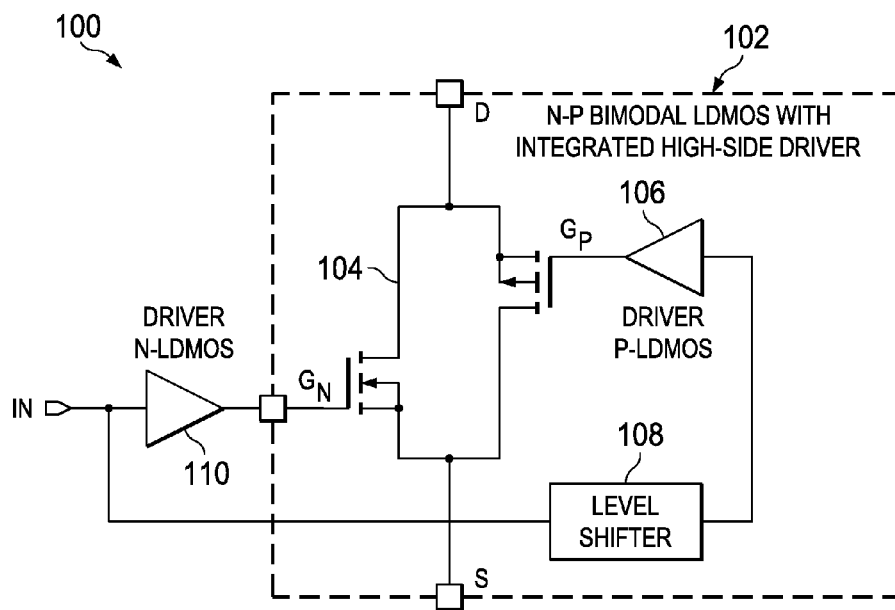 100
102
D
N-P BIMODAL LDMOS WITH
INTEGRATED HIGH-SIDE DRIVER
106
GP
104
DRIVER
N-LDMOS
DRIVER
P-LDMOS
GN
IN
110
108
LEVEL
SHIFTER
S